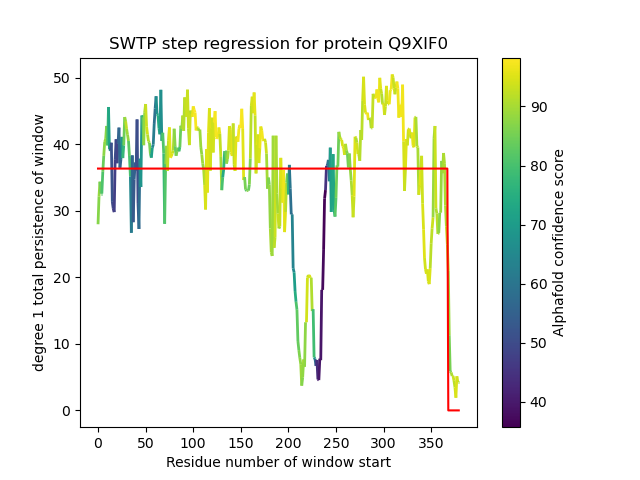 SWTP step regression for protein Q9XIF0
degree 1 total persistence of window
50
40
30
20
10
0
0 50 100 150 200 250 300 350
Residue number of window start
90
80
70
60
50
40
Alphafold confidence score